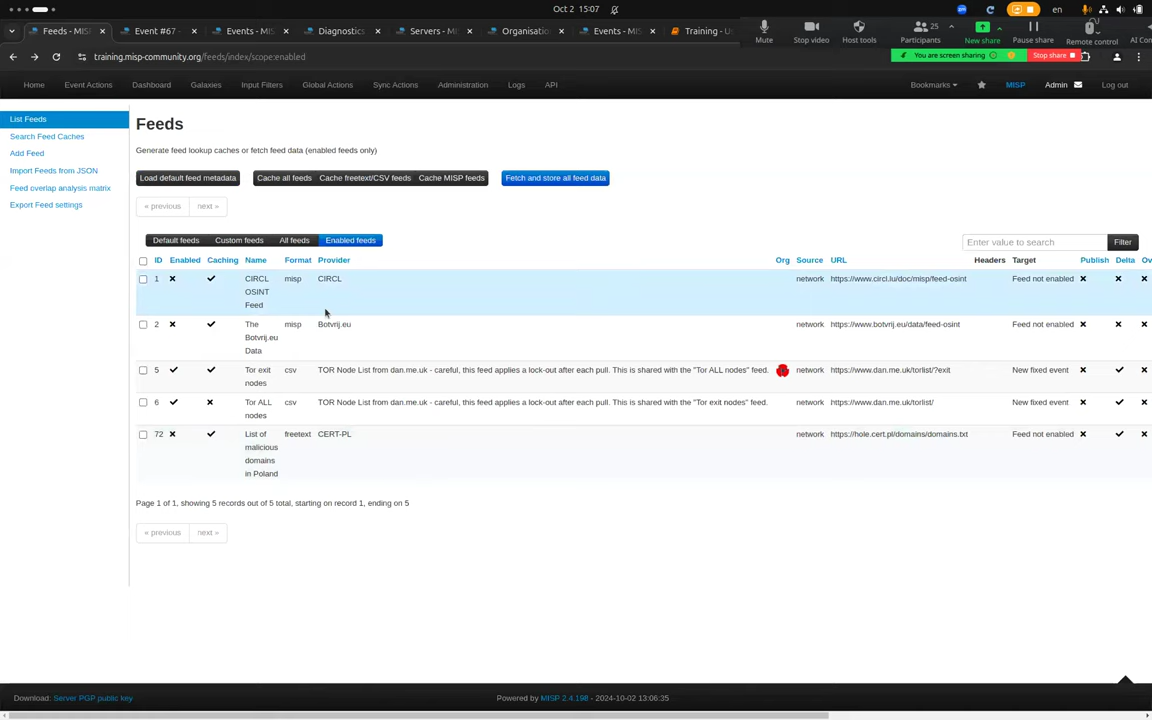 Oct 2 15:07
en
Feeds - MIS
Event #67 -
Events - MIS
Diagnostics
Servers - M
Organisatio
Events - MIS
Training - U
Mute
Stop video
Host tools
25
Participants
New share
Pause share
Remote control
AI Co
You are screen sharing
Stop share
training.misp-community.org/feeds/index/scope:enabled
Home
Event Actions
Dashboard
Galaxies
Input Filters
Global Actions
Sync Actions
Administration
Logs
API
Bookmarks
MISP
Admin
Log out
List Feeds
Search Feed Caches
Add Feed
Import Feeds from JSON
Feed overlap analysis matrix
Export Feed settings
Feeds
Generate feed lookup caches or fetch feed data (enabled feeds only)
Load default feed metadata
Cache all feeds
Cache freetext/CSV feeds
Cache MISP feeds
Fetch and store all feed data
« previous
next »
Default feeds
Custom feeds
All feeds
Enabled feeds
Enter value to search
Filter
ID Enabled Caching Name Format Provider Org Source URL Headers Target Publish Delta Ov
1 CIRCL misp CIRCL network https://www.circl.lu/doc/misp/feed-osint Feed not enabled
OSINT
Feed
2 The misp Botvrij.eu network https://www.botvrij.eu/data/feed-osint Feed not enabled
Botvrij.eu
Data
5 Tor exit csv TOR Node List from dan.me.uk - careful, this feed applies a lock-out after each pull. This is shared with the "Tor ALL nodes" feed. network https://www.dan.me.uk/torlist/?exit New fixed event
nodes
6 Tor ALL csv TOR Node List from dan.me.uk - careful, this feed applies a lock-out after each pull. This is shared with the "Tor exit nodes" feed. network https://www.dan.me.uk/torlist/ New fixed event
nodes
72 List of freetext CERT-PL network https://hole.cert.pl/domains/domains.txt Feed not enabled
malicious
domains
in Poland
Page 1 of 1, showing 5 records out of 5 total, starting on record 1, ending on 5
« previous
next »
Download: Server PGP public key
Powered by MISP 2.4.198 - 2024-10-02 13:06:35